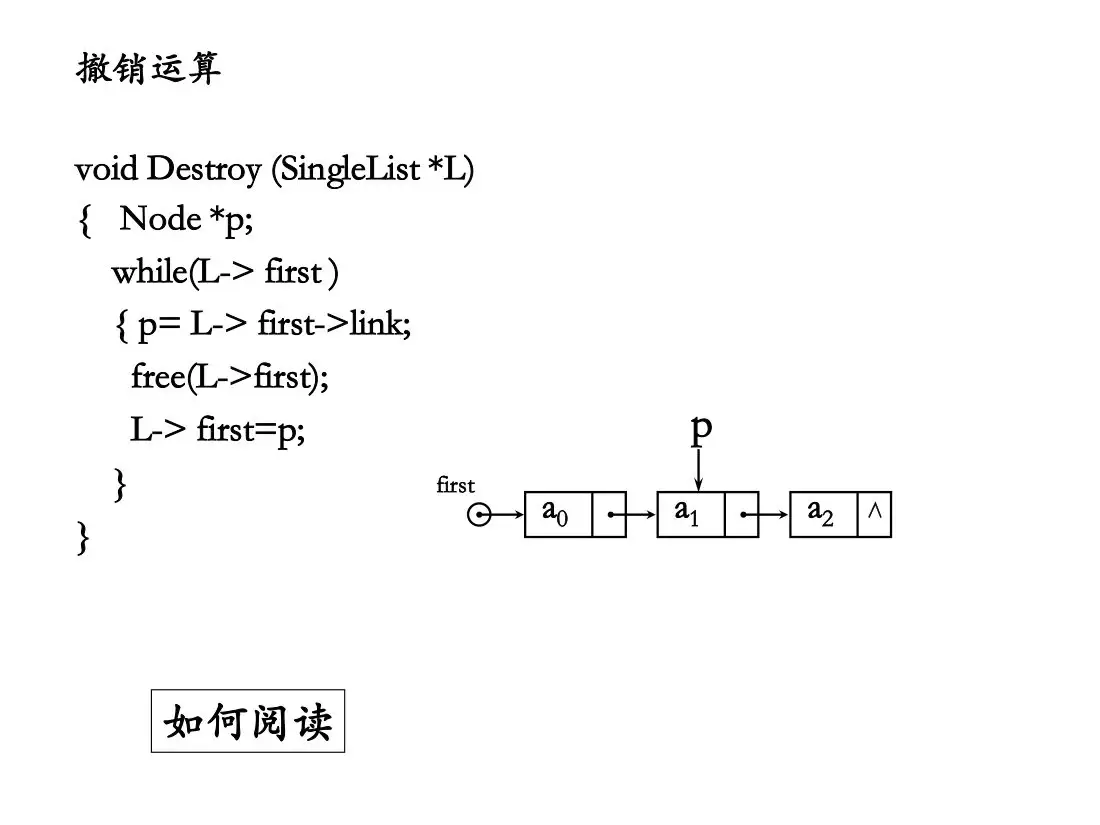 撤销运算
void Destroy (SingleList *L)
{ Node *p;
while(L-> first )
{ p= L-> first->link;
free(L->first);
L-> first=p;
}
}
p
first
a₀ a₁ a₂ ∧
如何阅读